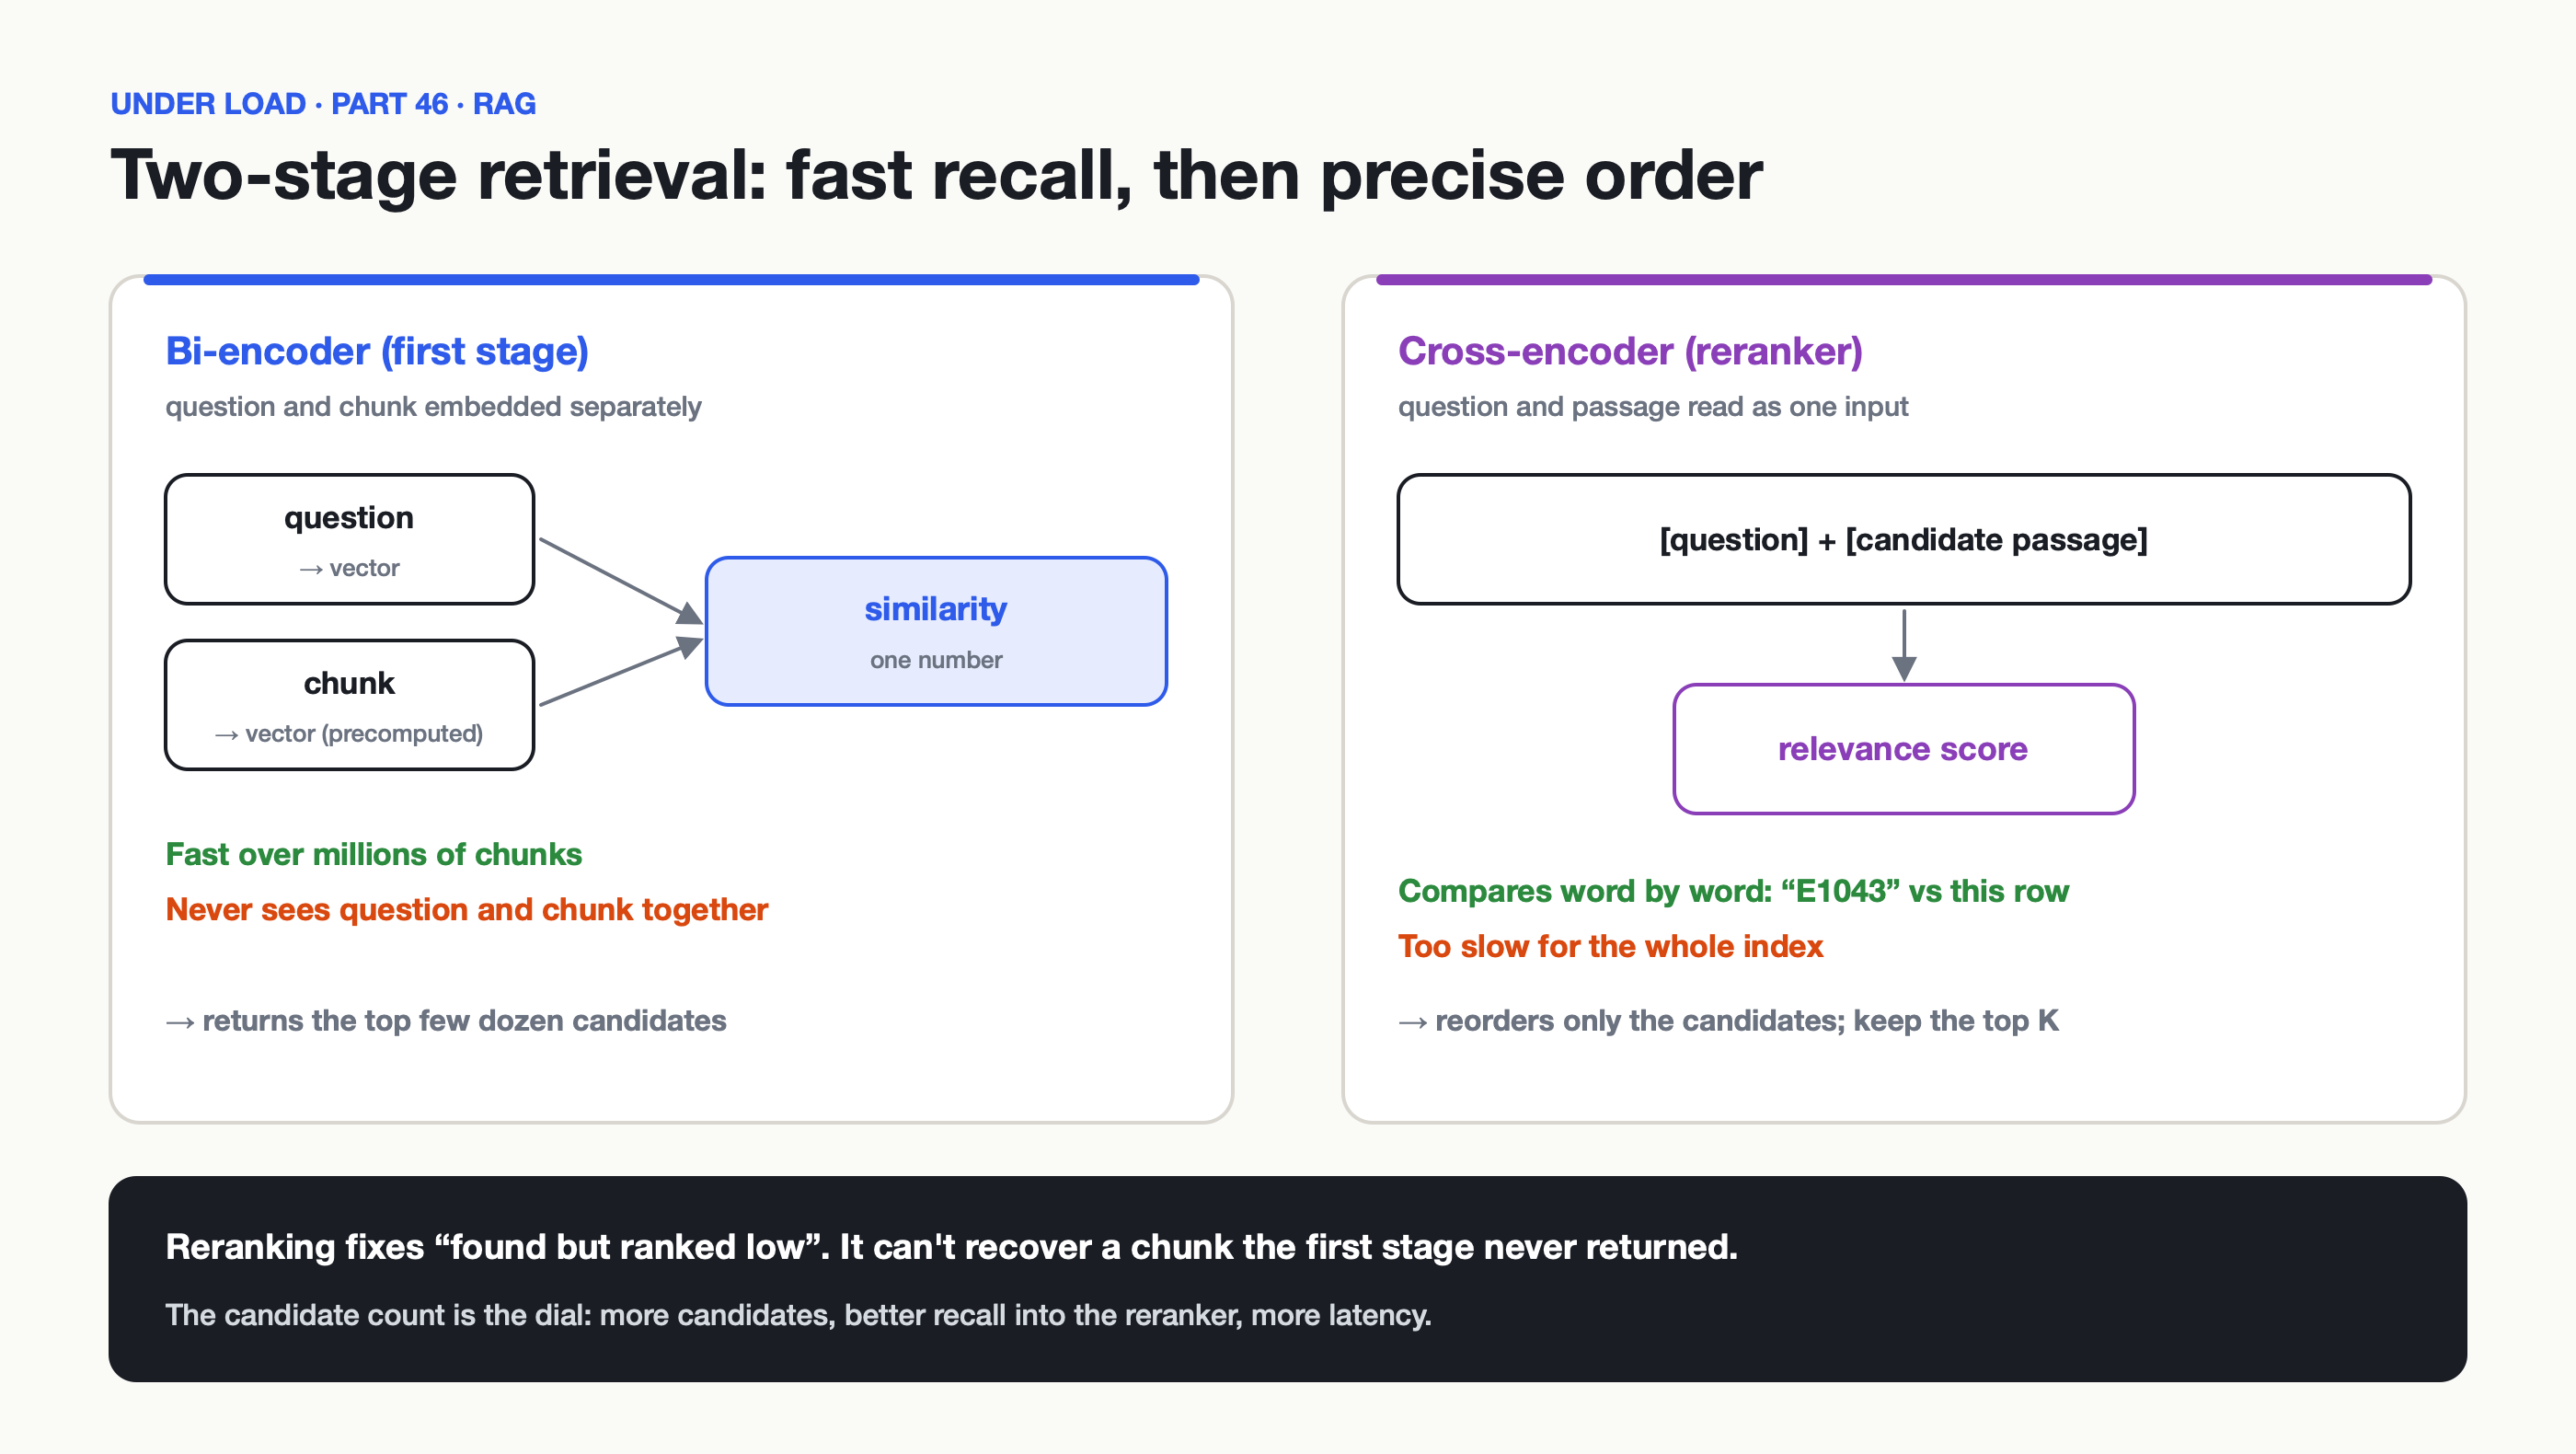 UNDER LOAD · PART 46 · RAG
Two-stage retrieval: fast recall, then precise order
Bi-encoder (first stage)
question and chunk embedded separately
question
→ vector
chunk
→ vector (precomputed)
similarity
one number
Fast over millions of chunks
Never sees question and chunk together
→ returns the top few dozen candidates
Cross-encoder (reranker)
question and passage read as one input
[question] + [candidate passage]
relevance score
Compares word by word: “E1043” vs this row
Too slow for the whole index
→ reorders only the candidates; keep the top K
Reranking fixes “found but ranked low”. It can't recover a chunk the first stage never returned.
The candidate count is the dial: more candidates, better recall into the reranker, more latency.